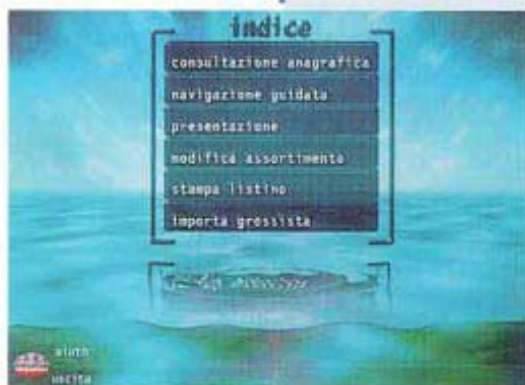 indice
consultazione anagrafica
navigazione guidata
presentazione
modifica assortimento
stampa listino
importa grossista
aiuto
uscita